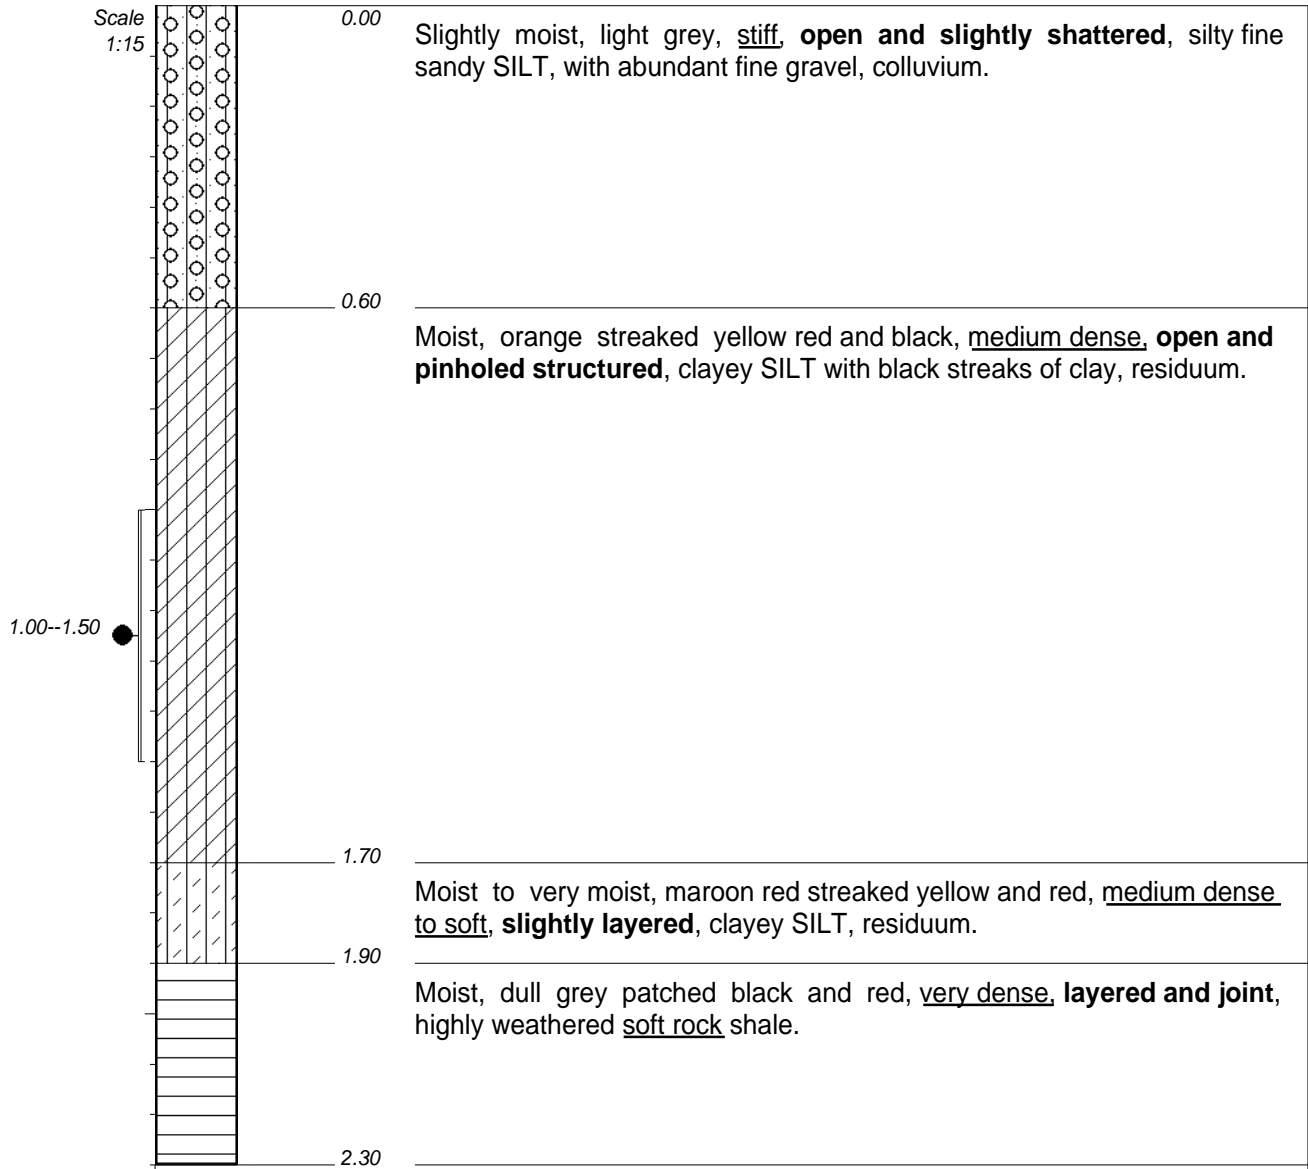 Scale
1:15
0.00
Slightly moist, light grey, stiff, open and slightly shattered, silty fine
sandy SILT, with abundant fine gravel, colluvium.
0.60
Moist, orange streaked yellow red and black, medium dense, open and
pinholed structured, clayey SILT with black streaks of clay, residuum.
1.00--1.50
1.70
Moist to very moist, maroon red streaked yellow and red, medium dense
to soft, slightly layered, clayey SILT, residuum.
1.90
Moist, dull grey patched black and red, very dense, layered and joint,
highly weathered soft rock shale.
2.30